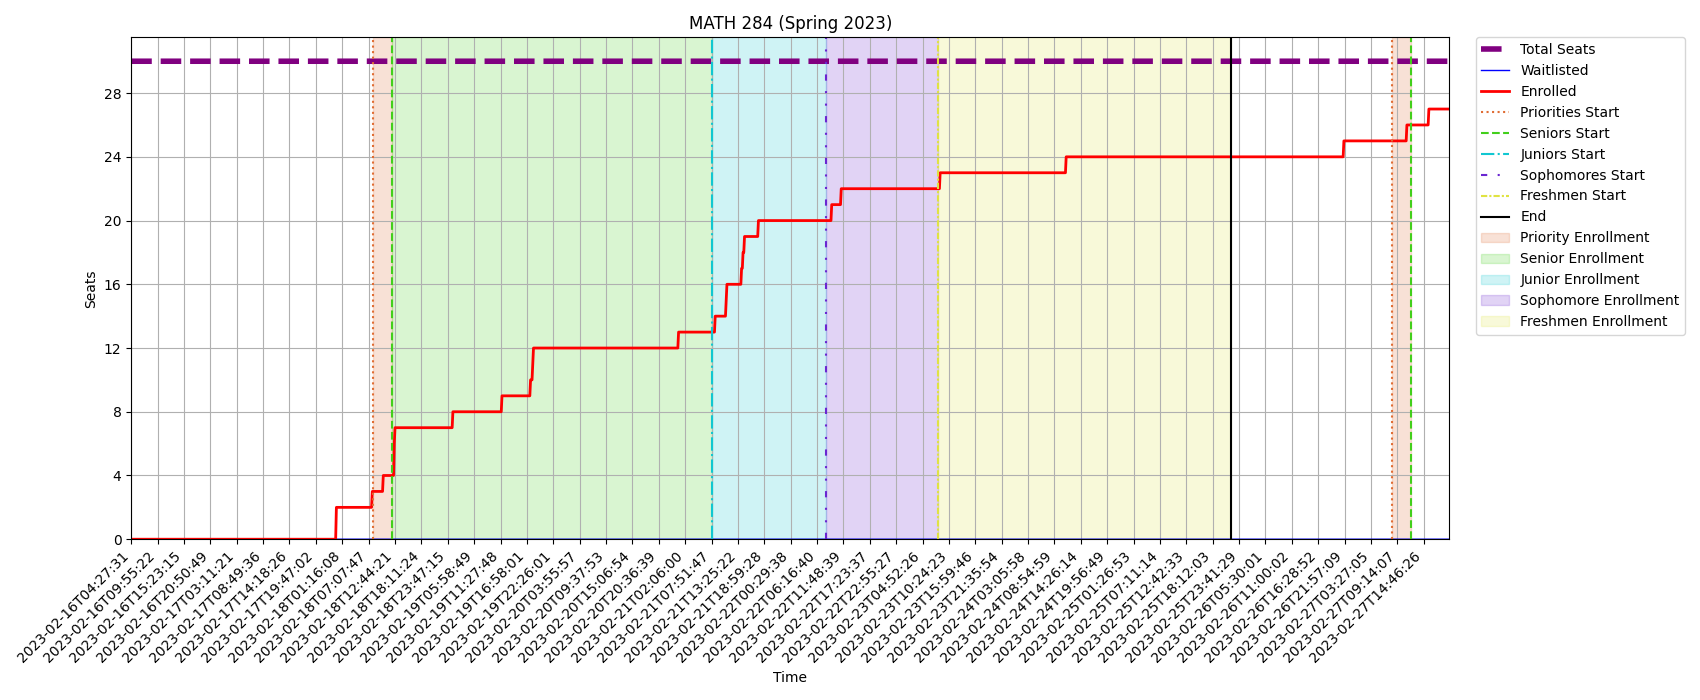 MATH 284 (Spring 2023)
Total Seats
Waitlisted
Enrolled
Priorities Start
Seniors Start
Juniors Start
Sophomores Start
Freshmen Start
End
Priority Enrollment
Senior Enrollment
Junior Enrollment
Sophomore Enrollment
Freshmen Enrollment
Seats
28
24
20
16
12
8
4
0
2023-02-16T04:27:31
2023-02-16T09:55:22
2023-02-16T15:23:15
2023-02-16T20:50:49
2023-02-17T03:11:21
2023-02-17T08:49:36
2023-02-17T14:18:26
2023-02-17T19:47:02
2023-02-18T01:16:08
2023-02-18T07:07:47
2023-02-18T12:44:21
2023-02-18T18:11:24
2023-02-18T23:47:15
2023-02-19T05:58:49
2023-02-19T11:27:48
2023-02-19T16:58:01
2023-02-19T22:26:01
2023-02-20T03:55:57
2023-02-20T09:37:53
2023-02-20T15:06:54
2023-02-20T20:36:39
2023-02-21T02:06:00
2023-02-21T07:51:47
2023-02-21T13:25:22
2023-02-21T18:59:28
2023-02-22T00:29:38
2023-02-22T06:16:40
2023-02-22T11:48:39
2023-02-22T17:23:37
2023-02-22T22:55:27
2023-02-23T04:52:26
2023-02-23T10:24:23
2023-02-23T15:59:46
2023-02-23T21:35:54
2023-02-24T03:05:58
2023-02-24T08:54:59
2023-02-24T14:26:14
2023-02-24T19:56:49
2023-02-25T01:26:53
2023-02-25T07:11:14
2023-02-25T12:42:33
2023-02-25T18:12:03
2023-02-25T23:41:29
2023-02-26T05:30:01
2023-02-26T11:00:02
2023-02-26T16:28:52
2023-02-26T21:57:09
2023-02-27T03:27:05
2023-02-27T09:14:07
2023-02-27T14:46:26
Time